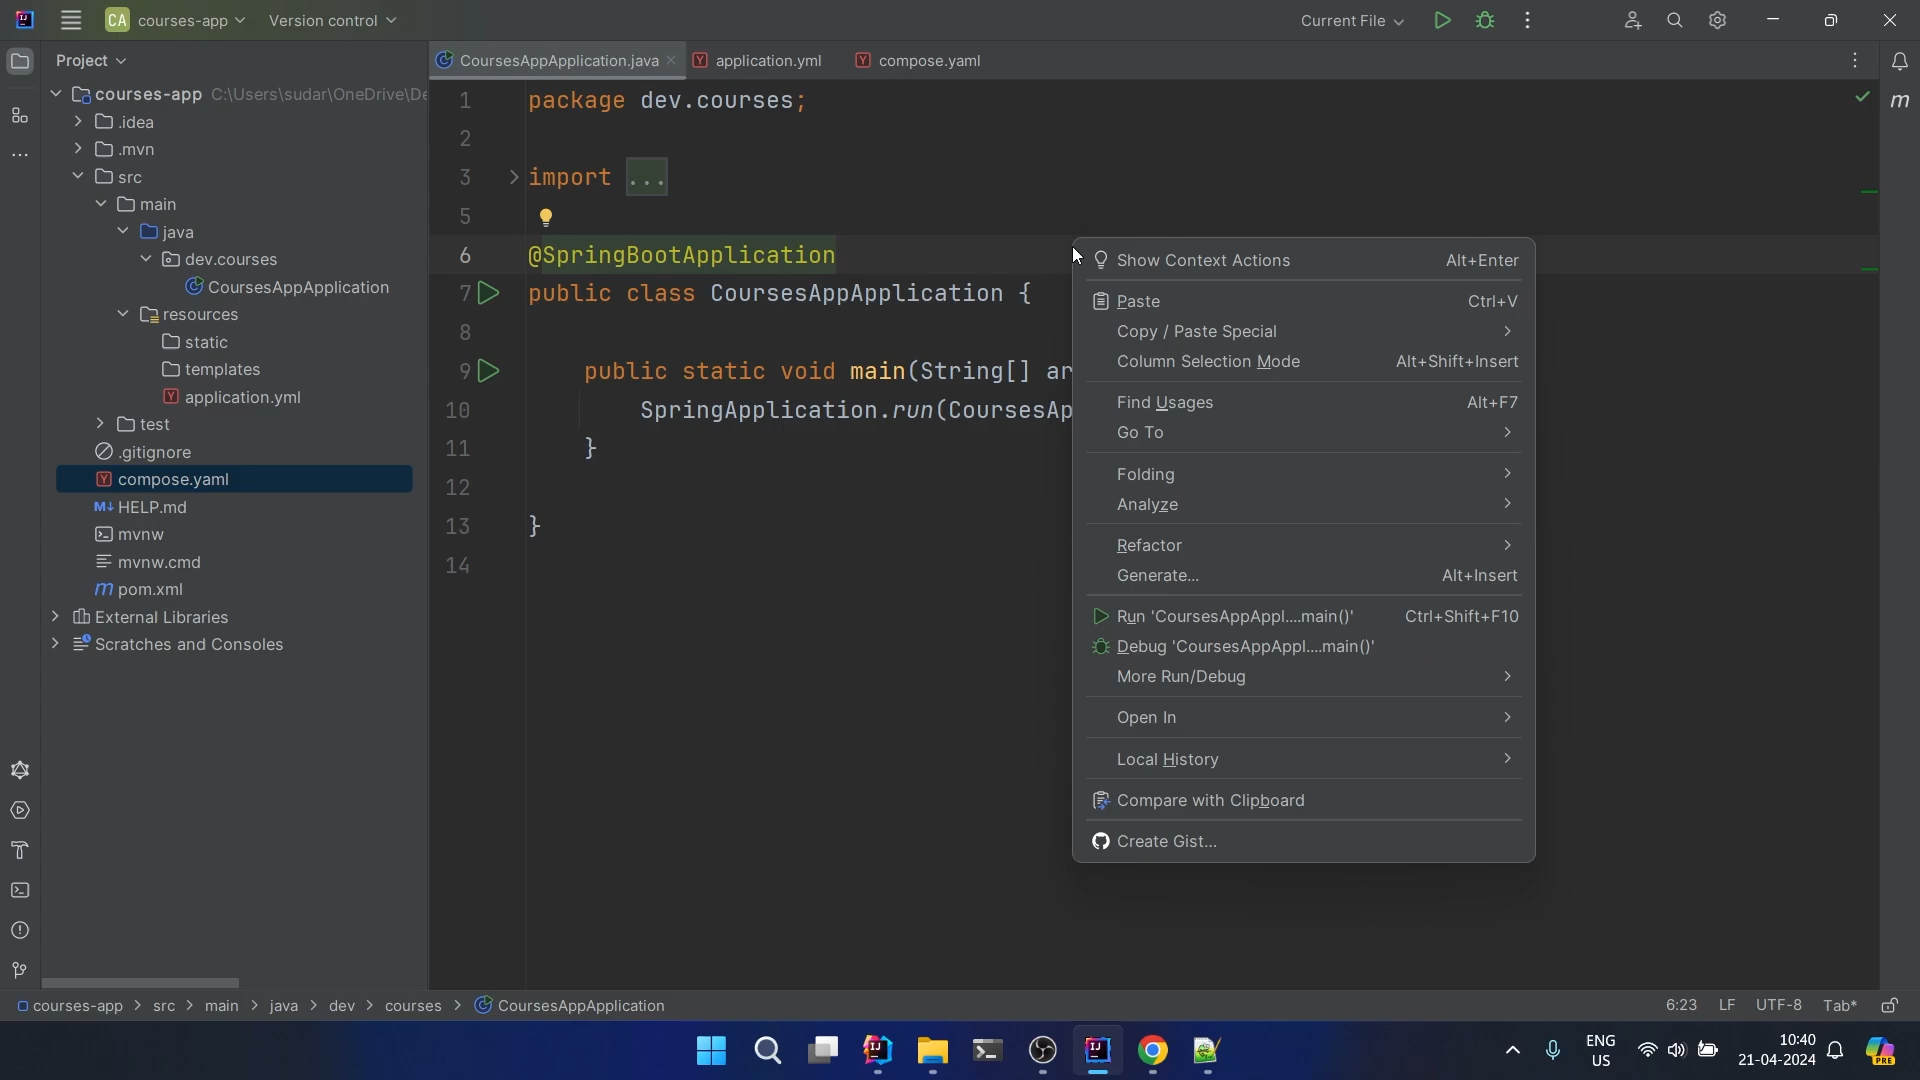 CA courses-app Version control Current File
Project
CoursesAppApplication.java application.yml compose.yaml
courses-app C:\Users\sudar\OneDrive\De
.idea
.mvn
src
main
java
dev.courses
CoursesAppApplication
resources
static
templates
application.yml
test
.gitignore
compose.yaml
HELP.md
mvnw
mvnw.cmd
pom.xml
External Libraries
Scratches and Consoles
1 package dev.courses;
2
3 import ...
5
6 @SpringBootApplication
7 public class CoursesAppApplication {
8
9 public static void main(String[] ar
10 SpringApplication.run(CoursesAp
11 }
12
13 }
14
Show Context Actions Alt+Enter
Paste Ctrl+V
Copy / Paste Special
Column Selection Mode Alt+Shift+Insert
Find Usages Alt+F7
Go To
Folding
Analyze
Refactor
Generate... Alt+Insert
Run 'CoursesAppAppl....main()' Ctrl+Shift+F10
Debug 'CoursesAppAppl....main()'
More Run/Debug
Open In
Local History
Compare with Clipboard
Create Gist...
courses-app > src > main > java > dev > courses > CoursesAppApplication 6:23 LF UTF-8 Tab*
ENG
US
10:40
21-04-2024
PRE